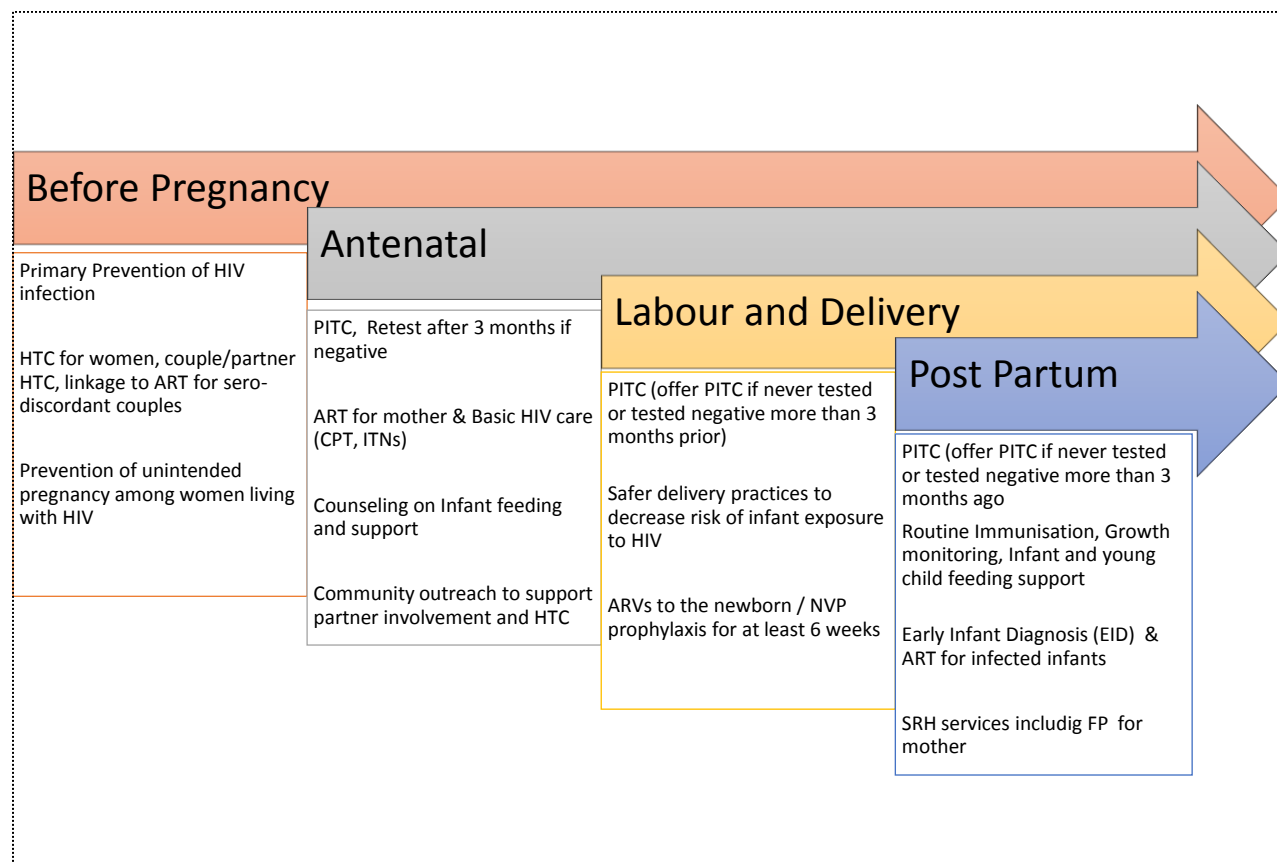 Before Pregnancy
Primary Prevention of HIV
infection
HTC for women, couple/partner
HTC, linkage to ART for sero-
discordant couples
Prevention of unintended
pregnancy among women living
with HIV
Antenatal
PITC, Retest after 3 months if
negative
ART for mother & Basic HIV care
(CPT, ITNs)
Counseling on Infant feeding
and support
Community outreach to support
partner involvement and HTC
Labour and Delivery
PITC (offer PITC if never tested
or tested negative more than 3
months prior)
Safer delivery practices to
decrease risk of infant exposure
to HIV
ARVs to the newborn / NVP
prophylaxis for at least 6 weeks
Post Partum
PITC (offer PITC if never tested
or tested negative more than 3
months ago
Routine Immunisation, Growth
monitoring, Infant and young
child feeding support
Early Infant Diagnosis (EID) &
ART for infected infants
SRH services includig FP for
mother